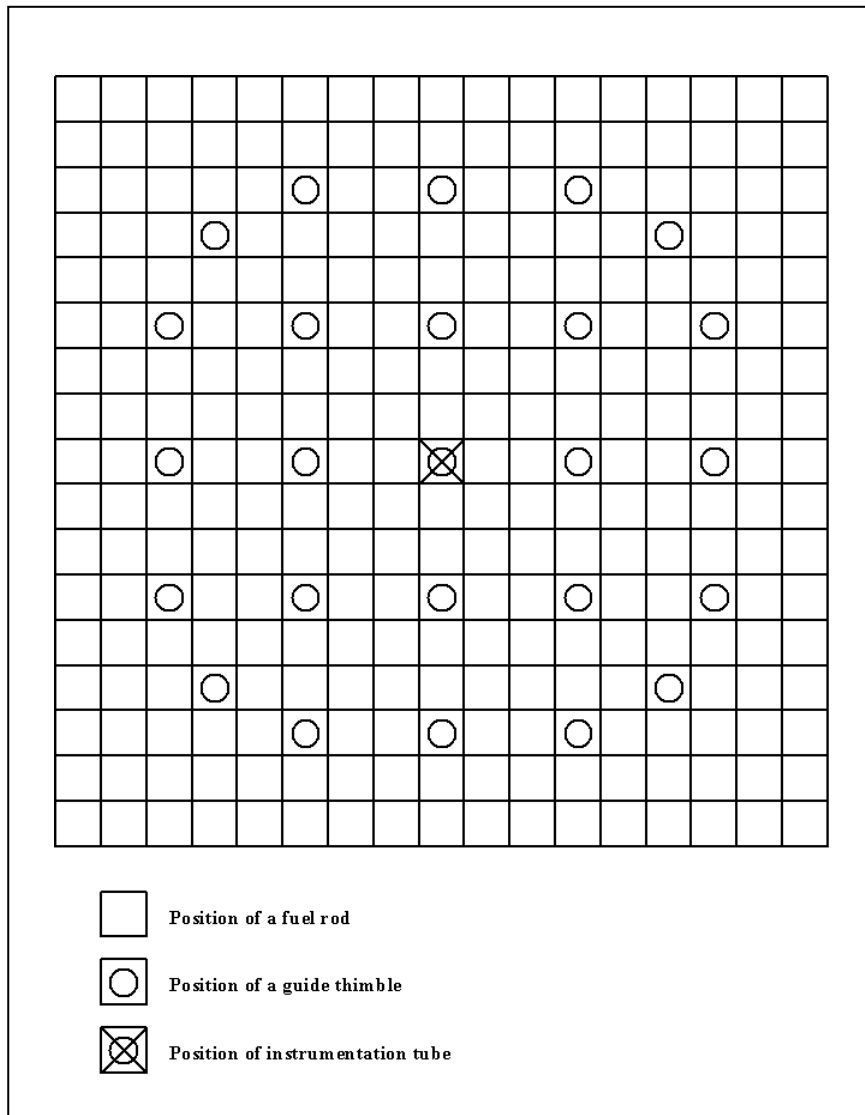 Position of a fuel rod
Position of a guide thimble
Position of instrumentation tube